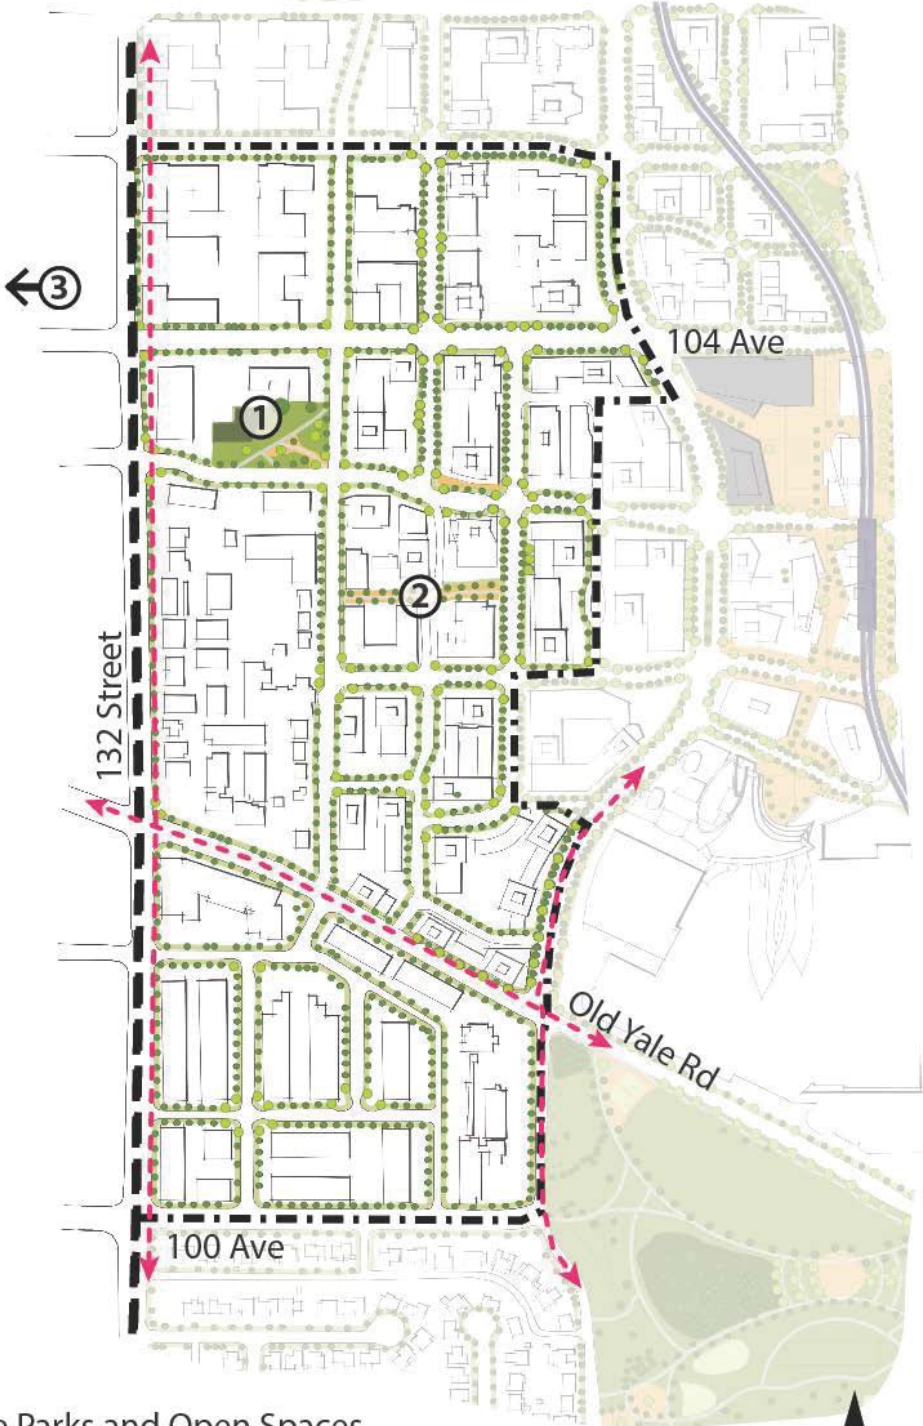 3
104 Ave
1
2
132 Street
Old Yale Rd
100 Ave
Parks and Open Spaces